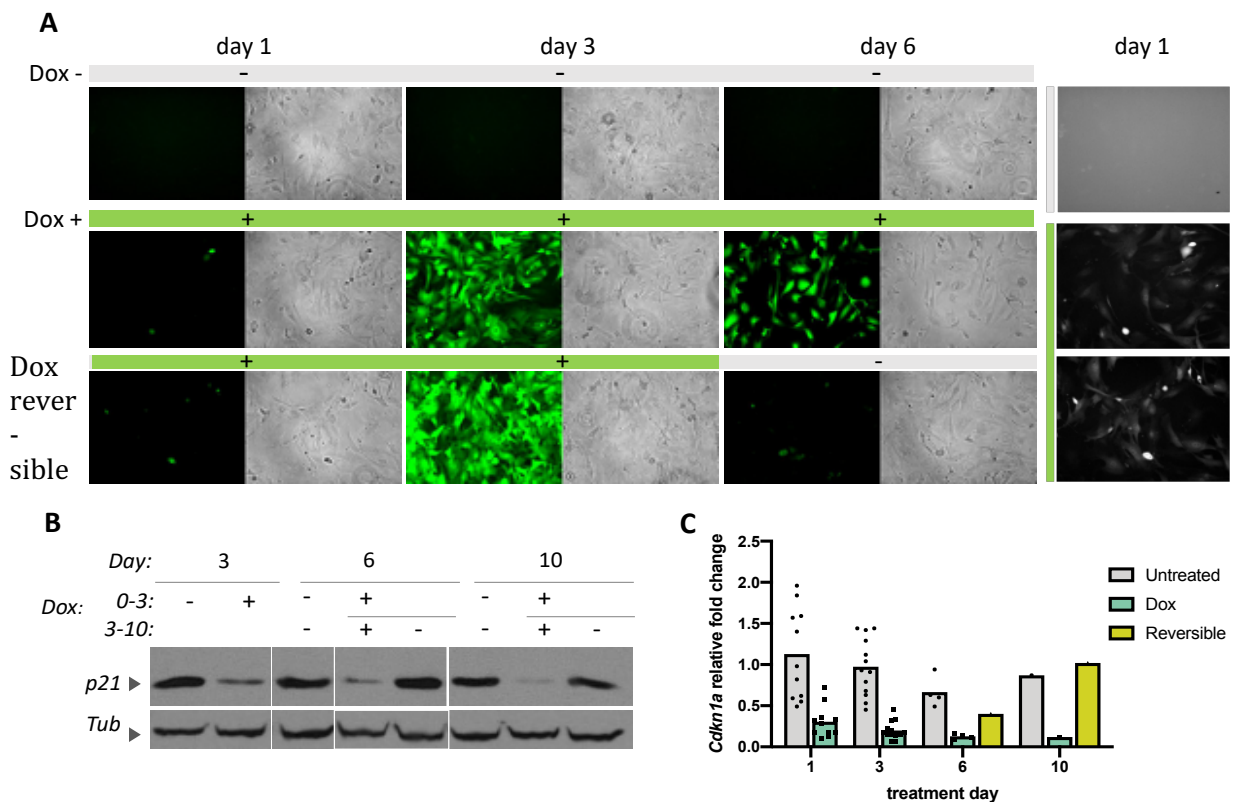 A
day 1 day 3 day 6 day 1
Dox - - - -
Dox + + + +
Dox
rever
-
sible
+ + -
B
Day: 3 6 10
Dox: 0-3: - + - + - +
3-10: - + - - + -
p21
Tub
C
Cdkn1a relative fold change
2.5
2.0
1.5
1.0
0.5
0.0
1 3 6 10
treatment day
Untreated
Dox
Reversible